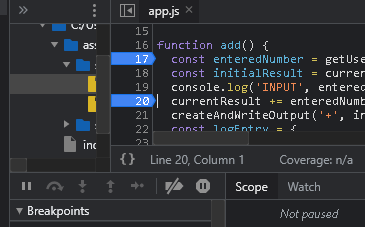 C:/Us
app.js
ass
s
s
inc
15
16 function add() {
17 const enteredNumber = getUse
18 const initialResult = curren
19 console.log('INPUT', entered
20 currentResult += enteredNumb
21 createAndWriteOutput('+', in
22 const logEntry = {
{} Line 20, Column 1 Coverage: n/a
Scope Watch
▼ Breakpoints
Not paused